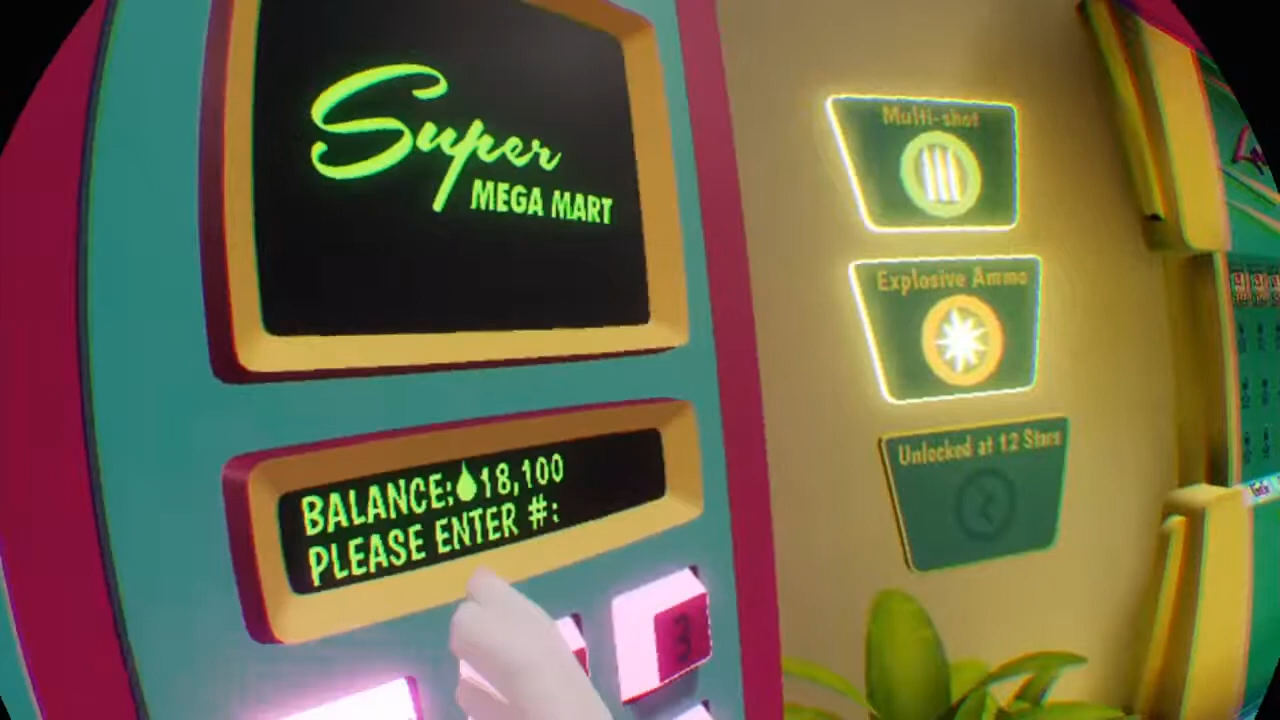 Super
MEGA MART
BALANCE:18,100
PLEASE ENTER #:
3
Multi-shot
Explosive Ammo
Unlocked at 12 Stars